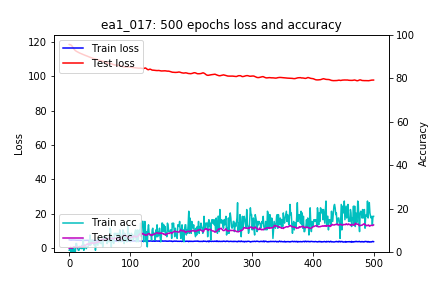 ea1_017: 500 epochs loss and accuracy
120
100
80
60
40
20
0
Loss
Train loss
Test loss
Train acc
Test acc
100
80
60
40
20
0
Accuracy
0
100
200
300
400
500